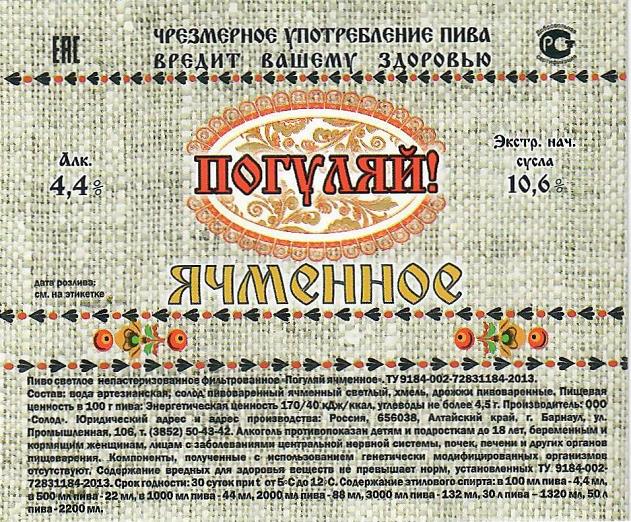 ЕАС
ЧРЕЗМЕРНОЕ УПОТРЕБЛЕНИЕ ПИВА
ВРЕДИТ ВАШЕМУ ЗДОРОВЬЮ
Добровольная
РСТ
Сертификация
Алк.
4,4%
ПОГУЛЯЙ!
Экстр. нач.
сусла
10,6%
ЯЧМЕННОЕ
дата розлива:
см. на этикетке
Пиво светлое непастеризованное фильтрованное "Погуляй ячменное". ТУ 9184-002-72831184-2013.
Состав: вода артезианская, солод пивоваренный ячменный светлый, хмель, дрожжи пивоваренные. Пищевая
ценность в 100 г пива: Энергетическая ценность 170/40 кДж/ккал, углеводы не более 4,5 г. Производитель: ООО
«Солод». Юридический адрес и адрес производства: Россия, 656038, Алтайский край, г. Барнаул, ул.
Промышленная, 106, т. (3852) 50-43-42. Алкоголь противопоказан детям и подросткам до 18 лет, беременным и
кормящим женщинам, лицам с заболеваниями центральной нервной системы, почек, печени и других органов
пищеварения. Компоненты, полученные с использованием генетически модифицированных организмов
отсутствуют. Содержание вредных для здоровья веществ не превышает норм, установленных ТУ 9184-002-
72831184-2013. Срок годности: 30 суток при t от 5°С до 12°С. Содержание этилового спирта: в 100 мл пива - 4,4 мл,
в 500 мл пива - 22 мл, в 1000 мл пива - 44 мл, 2000 мл пива - 88 мл, 3000 мл пива - 132 мл, 30 л пива – 1320 мл, 50 л
пива - 2200 мл,